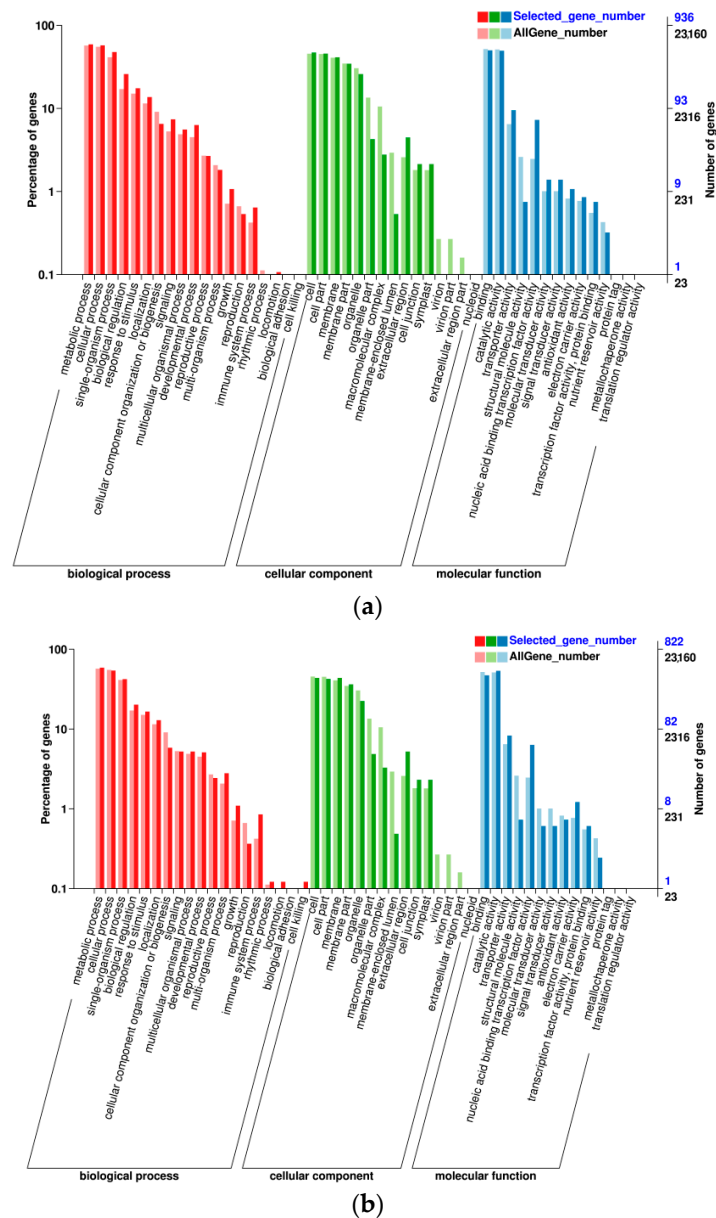 Selected_gene_number
AllGene_number
936
23,160
93
2316
9
231
1
23
Number of genes
100
10
1
0.1
Percentage of genes
metabolic process
cellular process
single-organism process
biological regulation
response to stimulus
localization
cellular component organization or biogenesis
signaling
multicellular organismal process
developmental process
reproductive process
multi-organism process
growth
reproduction
immune system process
rhythmic process
locomotion
biological adhesion
cell killing
cell
cell part
membrane
membrane part
organelle
organelle part
macromolecular complex
membrane-enclosed lumen
extracellular region
cell junction
symplast
virion
virion part
extracellular region part
nucleoid
binding
catalytic activity
transporter activity
structural molecule activity
nucleic acid binding transcription factor activity
molecular transducer activity
signal transducer activity
antioxidant activity
electron carrier activity
transcription factor activity, protein binding
nutrient reservoir activity
protein tag
metallochaperone activity
translation regulator activity
biological process
cellular component
molecular function
(a)
Selected_gene_number
AllGene_number
822
23,160
82
2316
8
231
1
23
Number of genes
100
10
1
0.1
Percentage of genes
metabolic process
cellular process
single-organism process
biological regulation
response to stimulus
localization
cellular component organization or biogenesis
signaling
multicellular organismal process
developmental process
reproductive process
multi-organism process
growth
reproduction
immune system process
rhythmic process
locomotion
biological adhesion
cell killing
cell
cell part
membrane
membrane part
organelle
organelle part
macromolecular complex
membrane-enclosed lumen
extracellular region
cell junction
symplast
virion
virion part
extracellular region part
nucleoid
binding
catalytic activity
transporter activity
structural molecule activity
nucleic acid binding transcription factor activity
molecular transducer activity
signal transducer activity
antioxidant activity
electron carrier activity
transcription factor activity, protein binding
nutrient reservoir activity
protein tag
metallochaperone activity
translation regulator activity
biological process
cellular component
molecular function
(b)